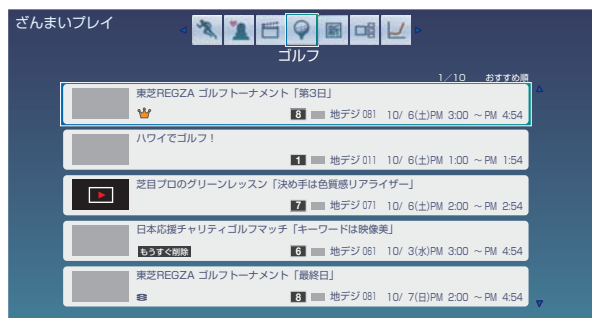 ざんまいプレイ
ゴルフ
1／10 おすすめ順
東芝REGZA ゴルフトーナメント「第3日」
8 地デジ 081 10/ 6(土)PM 3:00 ～PM 4:54
ハワイでゴルフ！
1 地デジ 011 10/ 6(土)PM 1:00 ～PM 1:54
芝目プロのグリーンレッスン「決め手は色質感リアライザー」
7 地デジ 071 10/ 6(土)PM 2:00 ～PM 2:54
日本応援チャリティゴルフマッチ「キーワードは映像美」
もうすぐ削除 6 地デジ 061 10/ 3(水)PM 3:00 ～PM 4:54
東芝REGZA ゴルフトーナメント「最終日」
8 地デジ 081 10/ 7(日)PM 2:00 ～PM 4:54